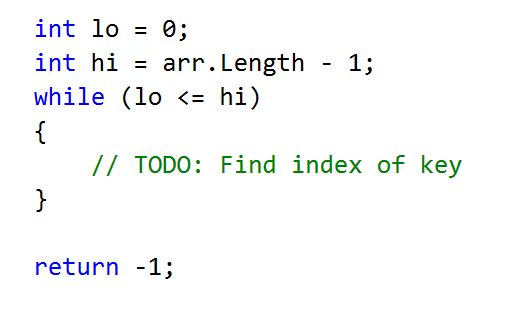 int lo = 0;
int hi = arr.Length - 1;
while (lo <= hi)
{
    // TODO: Find index of key
}

return -1;